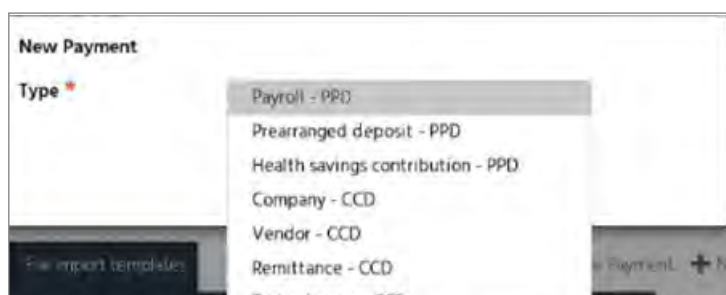 New Payment
Type *
Payroll - PPD
Prearranged deposit - PPD
Health savings contribution - PPD
Company - CCD
Vendor - CCD
Remittance - CCD
File import templates
Payment